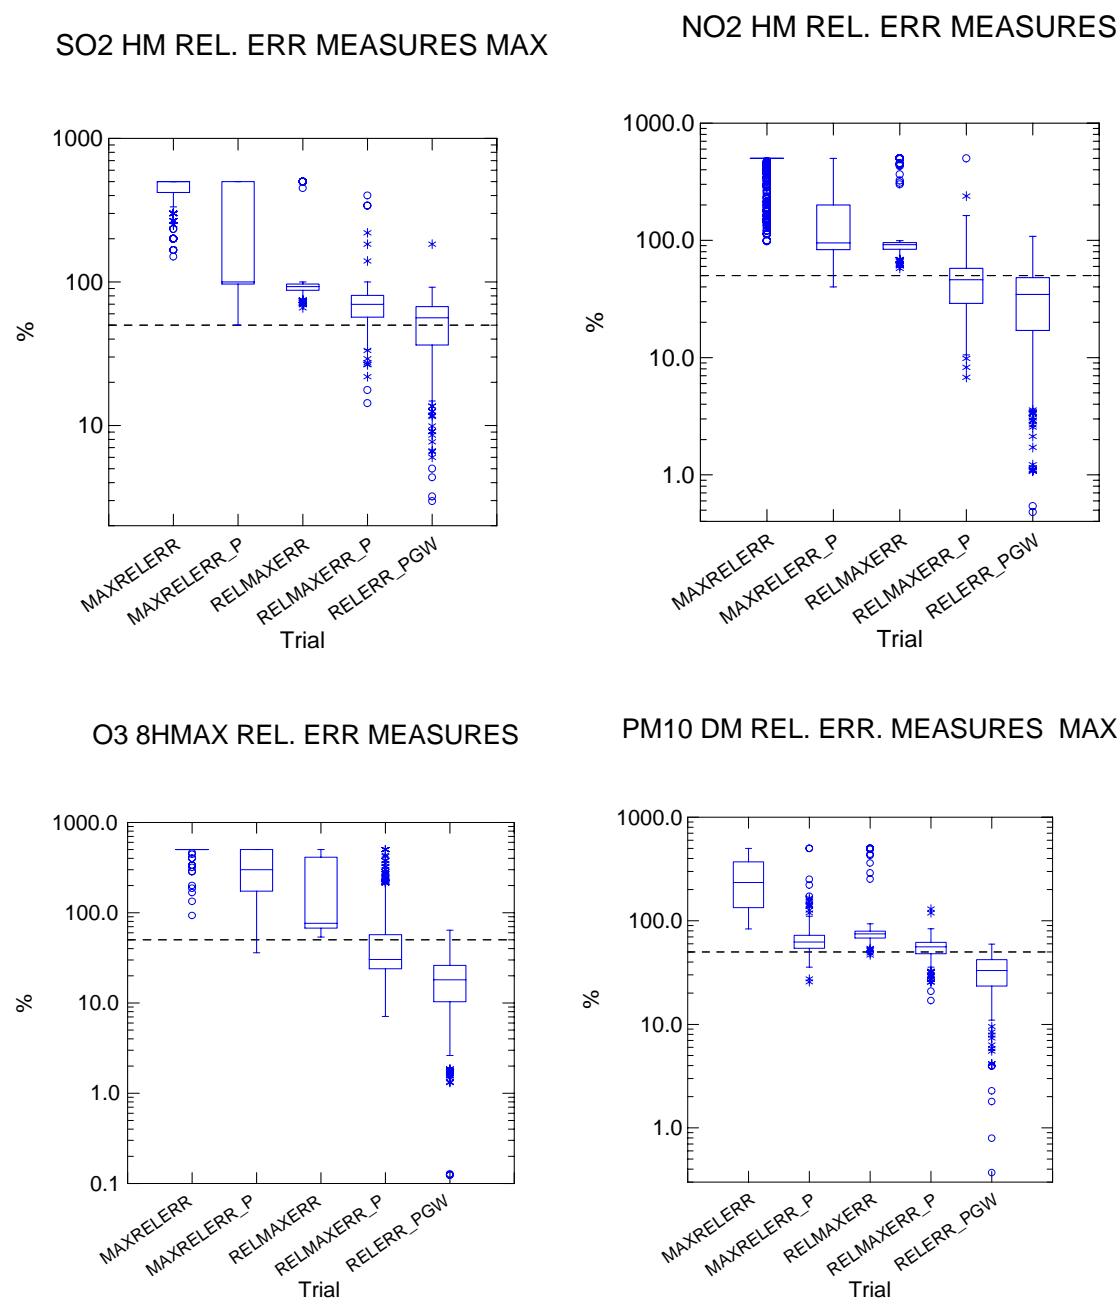 SO2 HM REL. ERR MEASURES MAX
1000
100
10
%
MAXRELERR
MAXRELERR_P
RELMAXERR
RELMAXERR_P
RELERR_PGW
Trial
NO2 HM REL. ERR MEASURES
1000.0
100.0
10.0
1.0
%
MAXRELERR
MAXRELERR_P
RELMAXERR
RELMAXERR_P
RELERR_PGW
Trial
O3 8HMAX REL. ERR MEASURES
1000.0
100.0
10.0
1.0
0.1
%
MAXRELERR
MAXRELERR_P
RELMAXERR
RELMAXERR_P
RELERR_PGW
Trial
PM10 DM REL. ERR. MEASURES  MAX
1000.0
100.0
10.0
1.0
%
MAXRELERR
MAXRELERR_P
RELMAXERR
RELMAXERR_P
RELERR_PGW
Trial